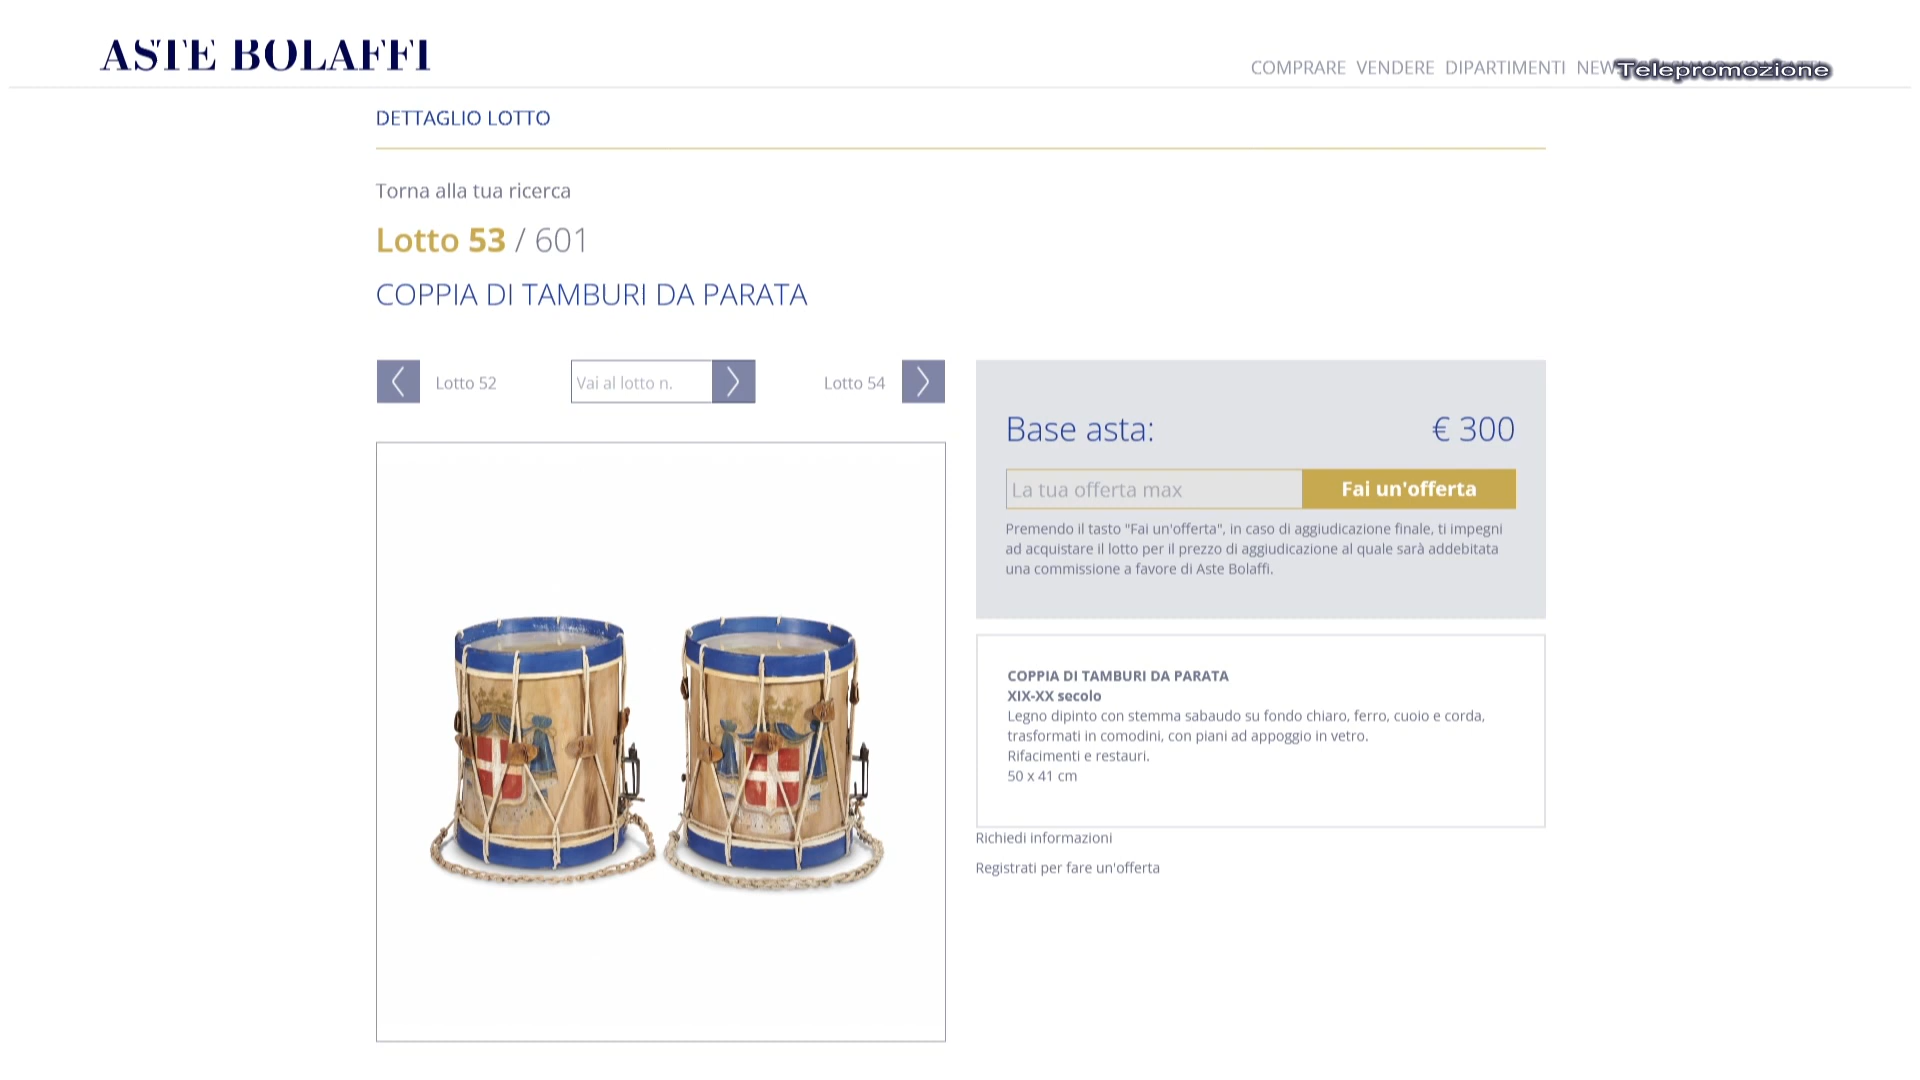 ASTE BOLAFFI
COMPRARE VENDERE DIPARTIMENTI NEW
Telepromozione
DETTAGLIO LOTTO
Torna alla tua ricerca
Lotto 53 / 601
COPPIA DI TAMBURI DA PARATA
Lotto 52
Vai al lotto n.
Lotto 54
Base asta: € 300
La tua offerta max
Fai un'offerta
Premendo il tasto "Fai un'offerta", in caso di aggiudicazione finale, ti impegni
ad acquistare il lotto per il prezzo di aggiudicazione al quale sarà addebitata
una commissione a favore di Aste Bolaffi.
COPPIA DI TAMBURI DA PARATA
XIX-XX secolo
Legno dipinto con stemma sabaudo su fondo chiaro, ferro, cuoio e corda,
trasformati in comodini, con piani ad appoggio in vetro.
Rifacimenti e restauri.
50 x 41 cm
Richiedi informazioni
Registrati per fare un'offerta